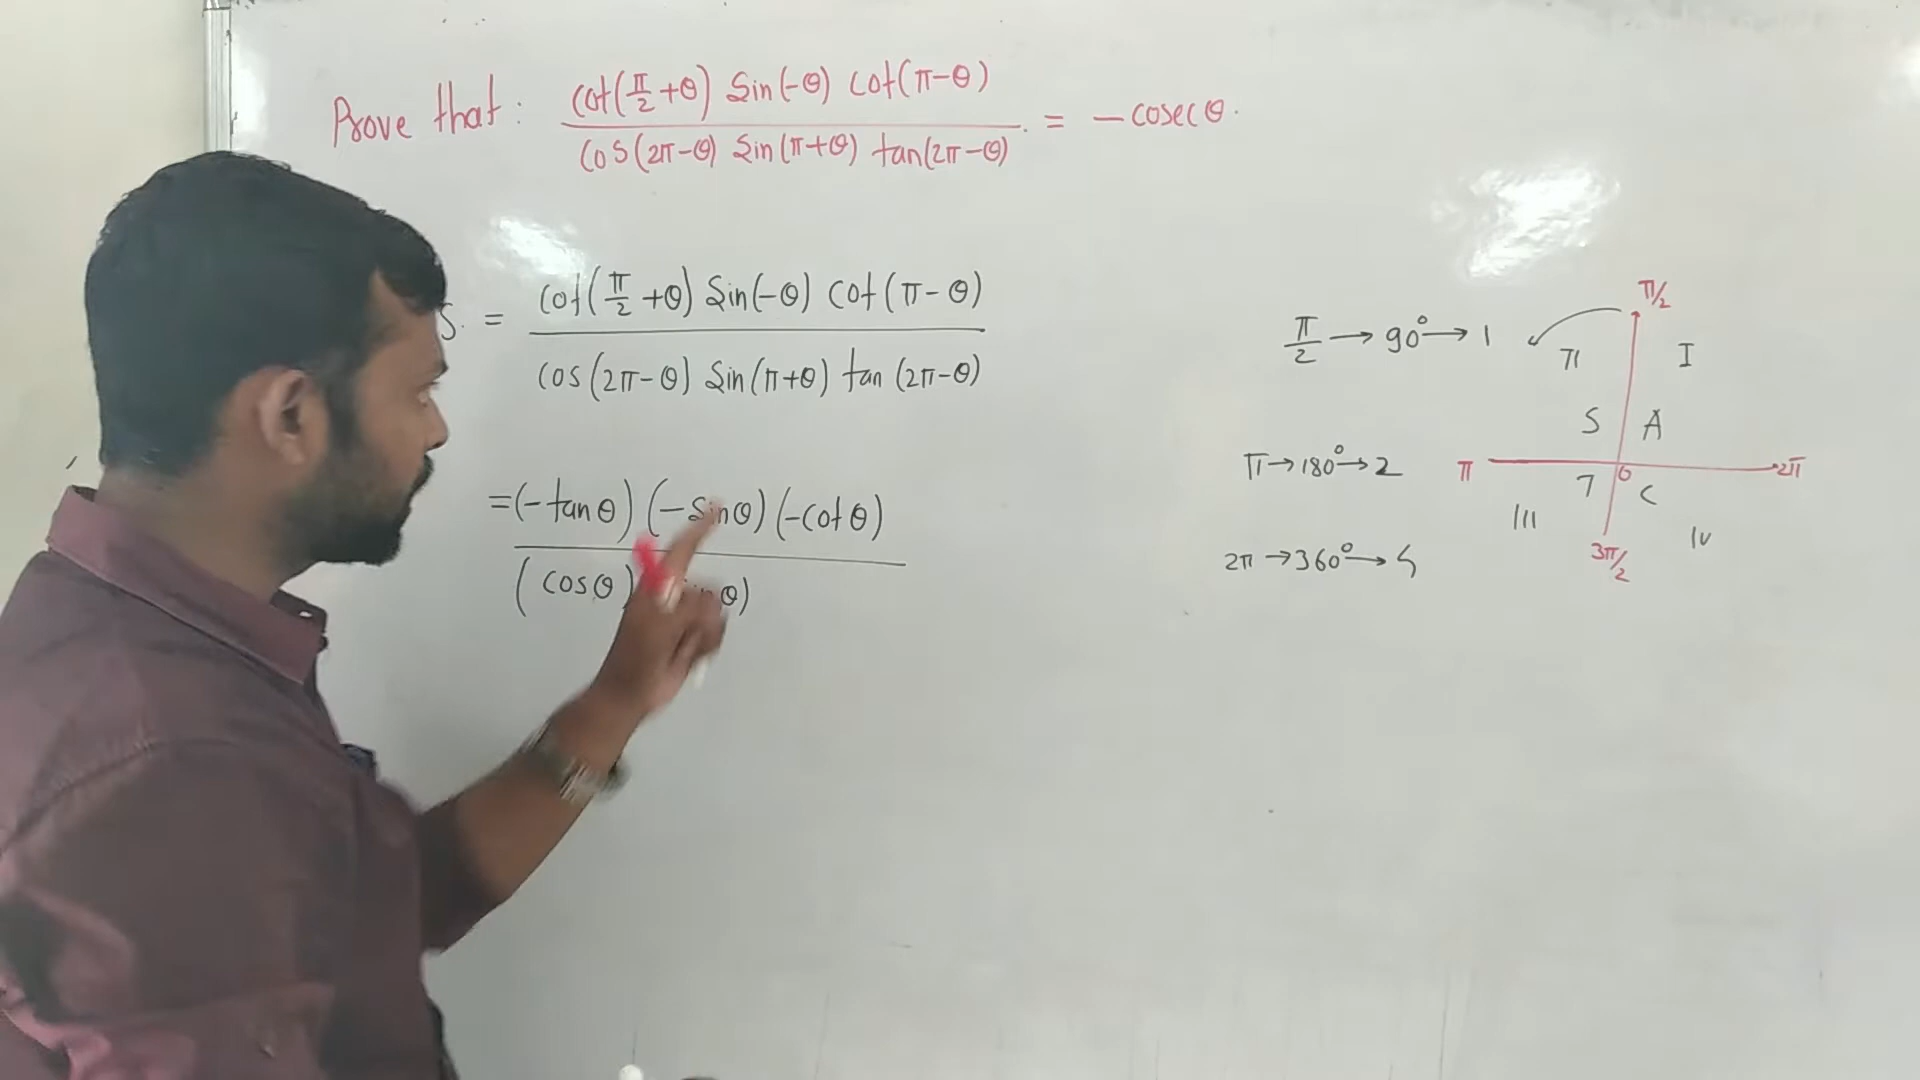 Prove that : cot(π/2 +θ) Sin(-θ) cot(π-θ) / cos(2π-θ) Sin(π+θ) tan(2π-θ) = - cosec θ.
S. = cot(π/2 +θ) Sin(-θ) cot(π-θ) / cos(2π-θ) Sin(π+θ) tan(2π-θ)
= (-tanθ) (-sinθ) (-cotθ) / (cosθ) θ)
π/2 → 90° → 1
π → 180° → 2
2π → 360° → 4
π/2
II I
S A
π 0 2π
T C
III IV
3π/2